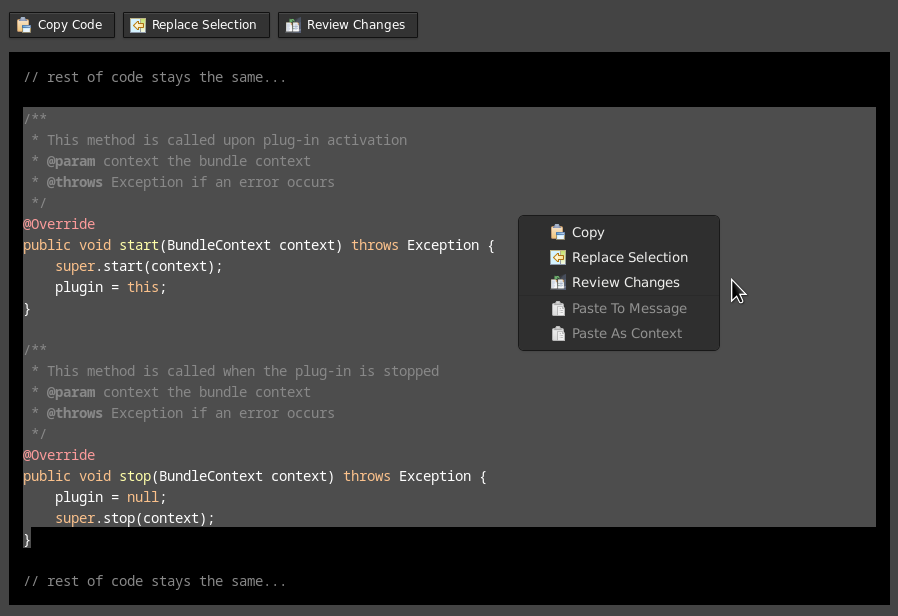 Copy Code Replace Selection Review Changes
// rest of code stays the same...
/**
 * This method is called upon plug-in activation
 * @param context the bundle context
 * @throws Exception if an error occurs
 */
@Override
public void start(BundleContext context) throws Exception {
    super.start(context);
    plugin = this;
}
/**
 * This method is called when the plug-in is stopped
 * @param context the bundle context
 * @throws Exception if an error occurs
 */
@Override
public void stop(BundleContext context) throws Exception {
    plugin = null;
    super.stop(context);
}
// rest of code stays the same...
Copy
Replace Selection
Review Changes
Paste To Message
Paste As Context